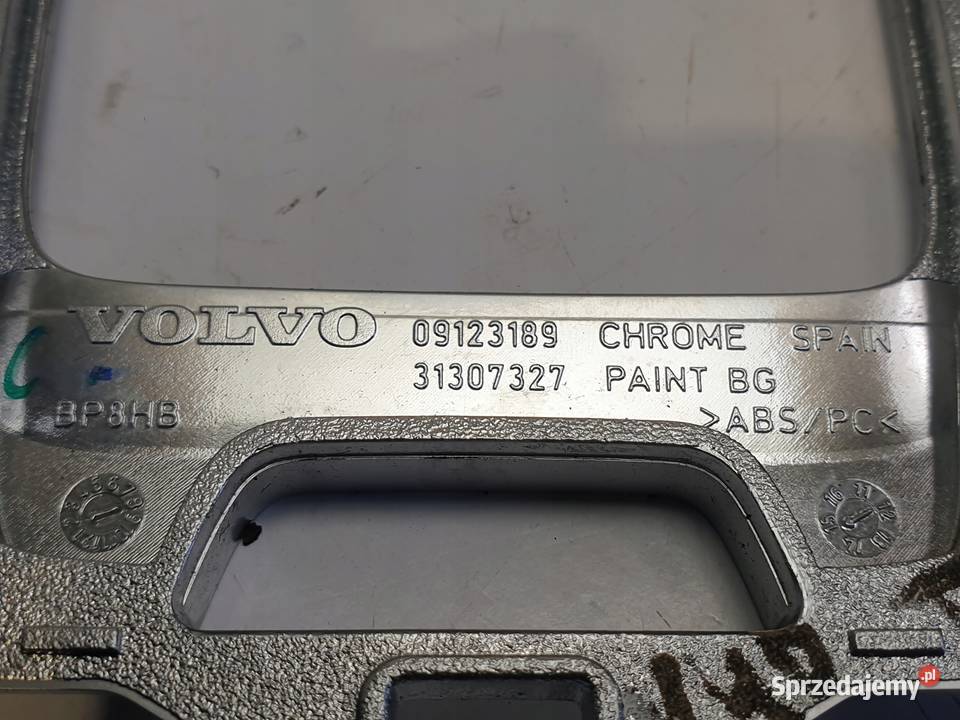 VOLVO 09123189 CHROME SPAIN
31307327 PAINT BG
BP8HB >ABS/PC<
Sprzedajemy.pl